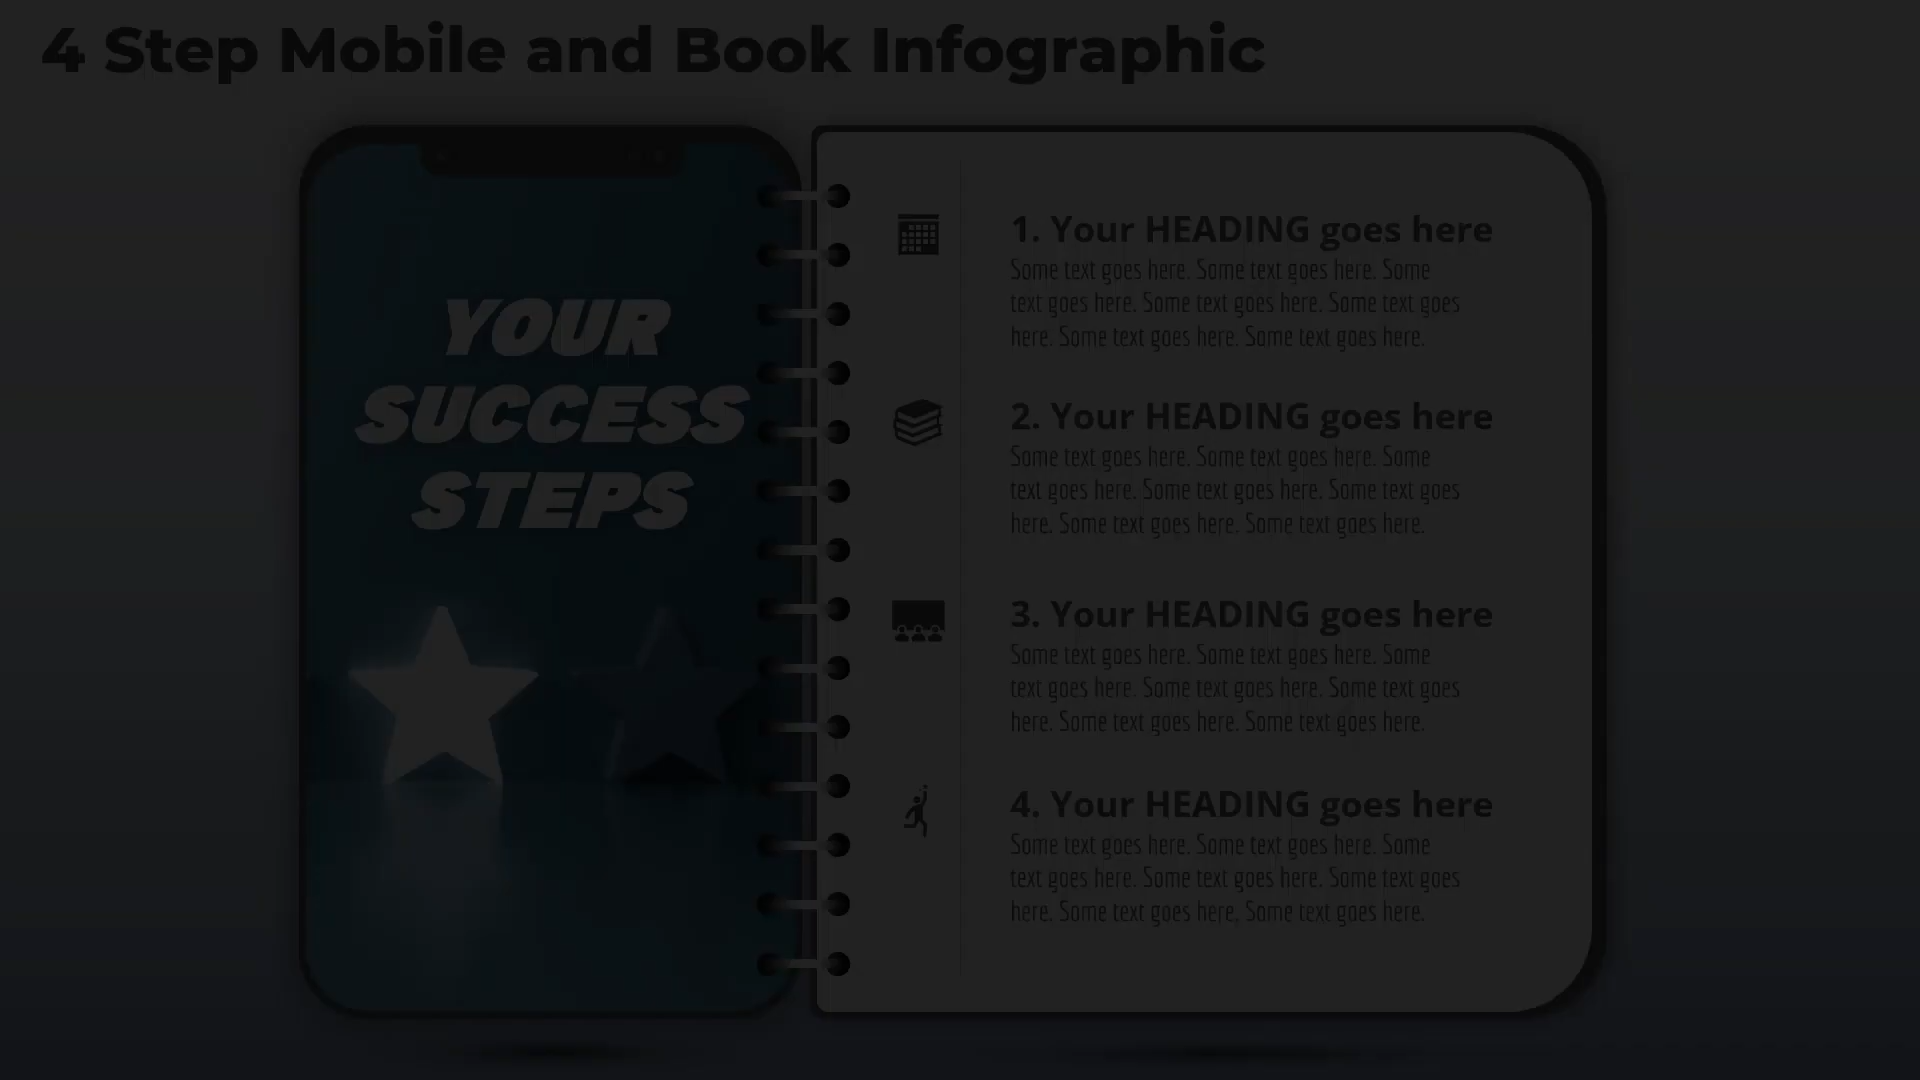 4 Step Mobile and Book Infographic
YOUR
SUCCESS
STEPS
1. Your HEADING goes here
Some text goes here. Some text goes here. Some
text goes here. Some text goes here. Some text goes
here. Some text goes here. Some text goes here.
2. Your HEADING goes here
Some text goes here. Some text goes here. Some
text goes here. Some text goes here. Some text goes
here. Some text goes here. Some text goes here.
3. Your HEADING goes here
Some text goes here. Some text goes here. Some
text goes here. Some text goes here. Some text goes
here. Some text goes here. Some text goes here.
4. Your HEADING goes here
Some text goes here. Some text goes here. Some
text goes here. Some text goes here. Some text goes
here. Some text goes here. Some text goes here.